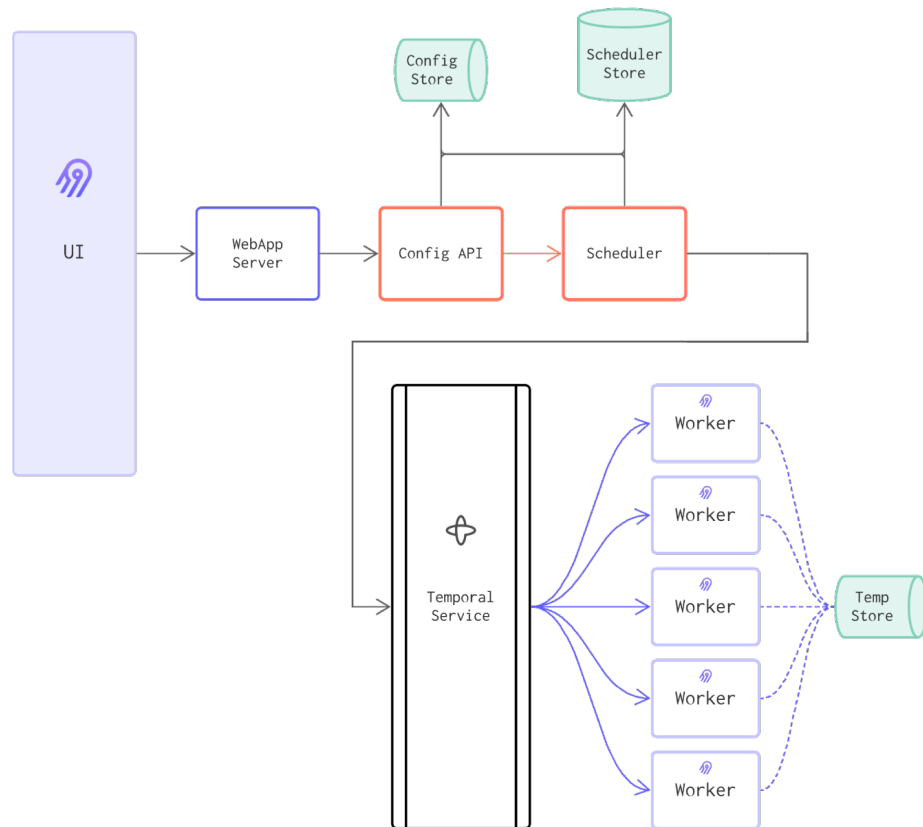 Config
Store
Scheduler
Store
UI
WebApp
Server
Config API
Scheduler
Temporal
Service
Worker
Worker
Worker
Worker
Worker
Temp
Store